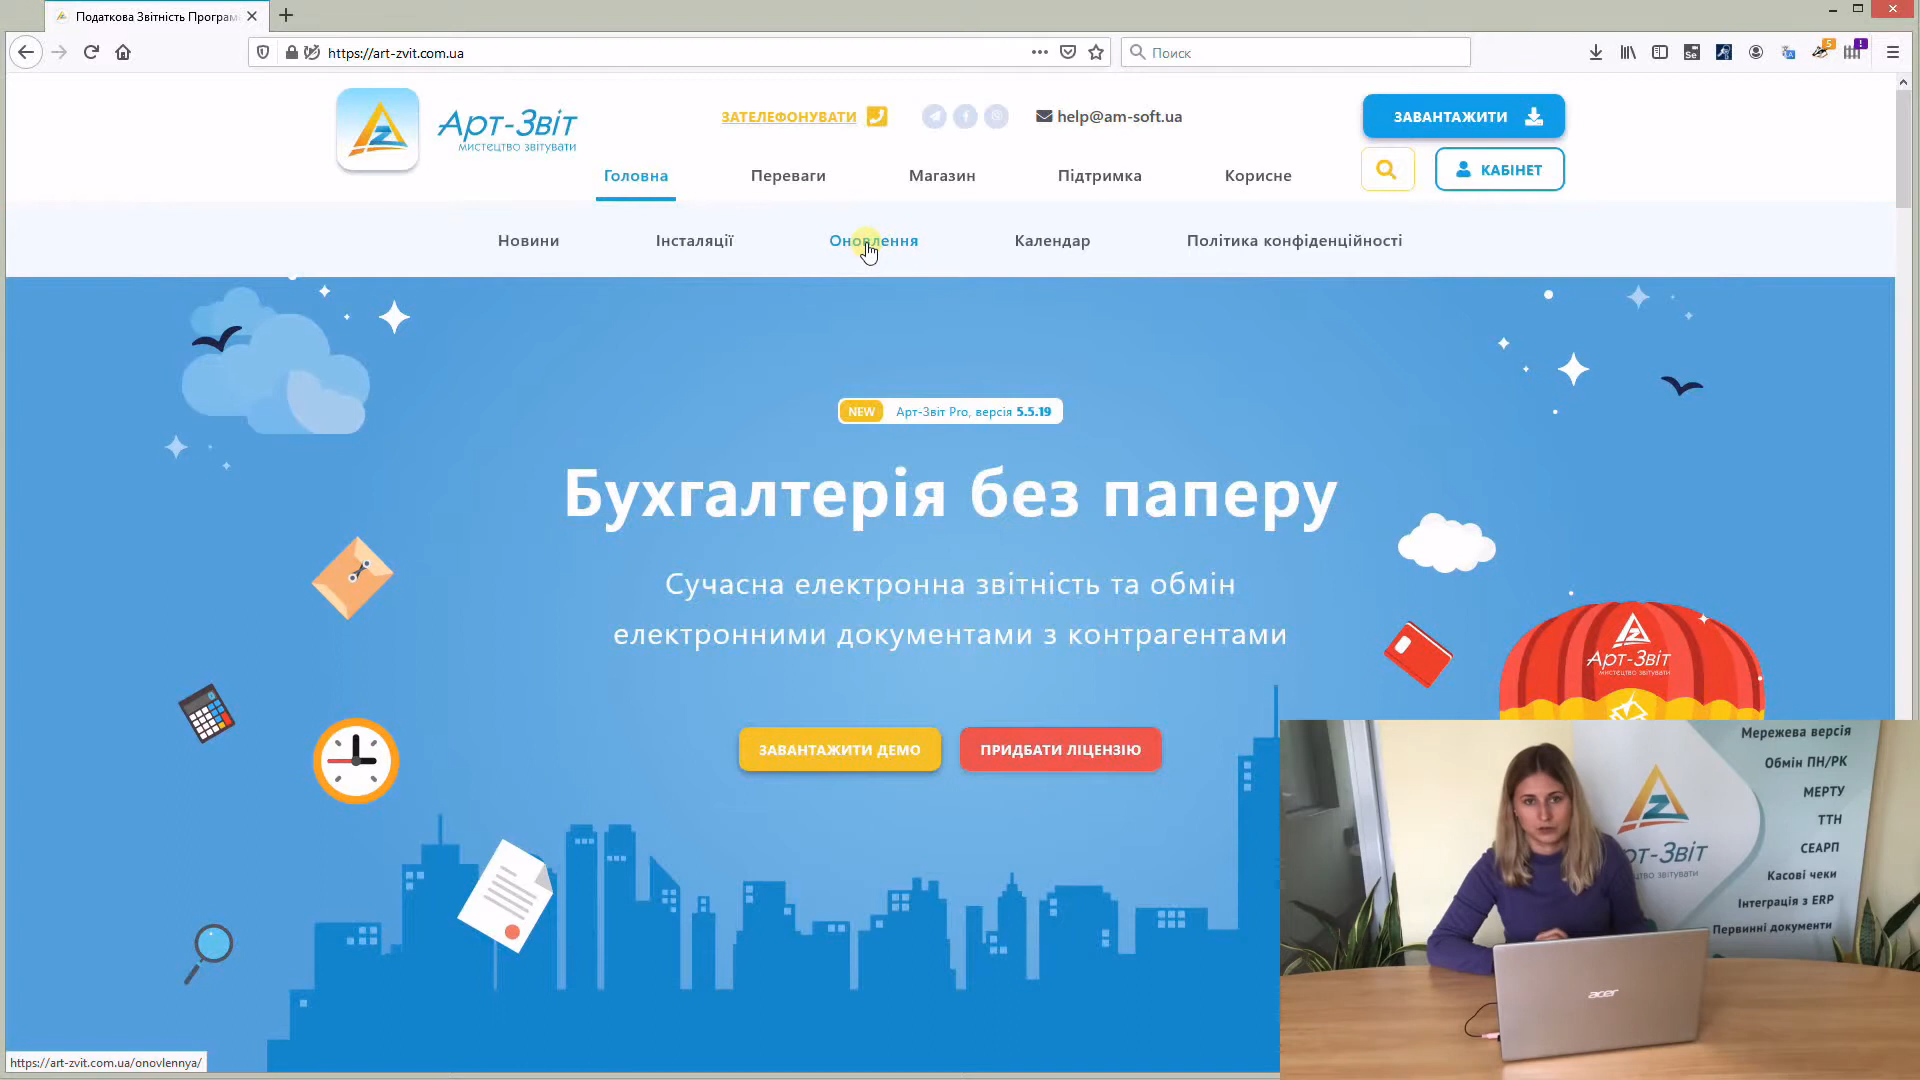 Податкова Звітність Програм
https://art-zvit.com.ua
Поиск
5
!
Арт-Звіт
мистецтво звітувати
ЗАТЕЛЕФОНУВАТИ
help@am-soft.ua
ЗАВАНТАЖИТИ
КАБІНЕТ
Головна
Переваги
Магазин
Підтримка
Корисне
Новини
Інсталяції
Оновлення
Календар
Політика конфіденційності
NEW
Арт-Звіт Pro, версія 5.5.19
Бухгалтерія без паперу
Сучасна електронна звітність та обмін
електронними документами з контрагентами
ЗАВАНТАЖИТИ ДЕМО
ПРИДБАТИ ЛІЦЕНЗІЮ
Арт-Звіт
мистецтво звітувати
Мережева версія
Обмін ПН/РК
МЕРТУ
ТТН
СЕАРП
Касові чеки
Інтеграція з ERP
Первинні документи
acer
https://art-zvit.com.ua/onovlennya/